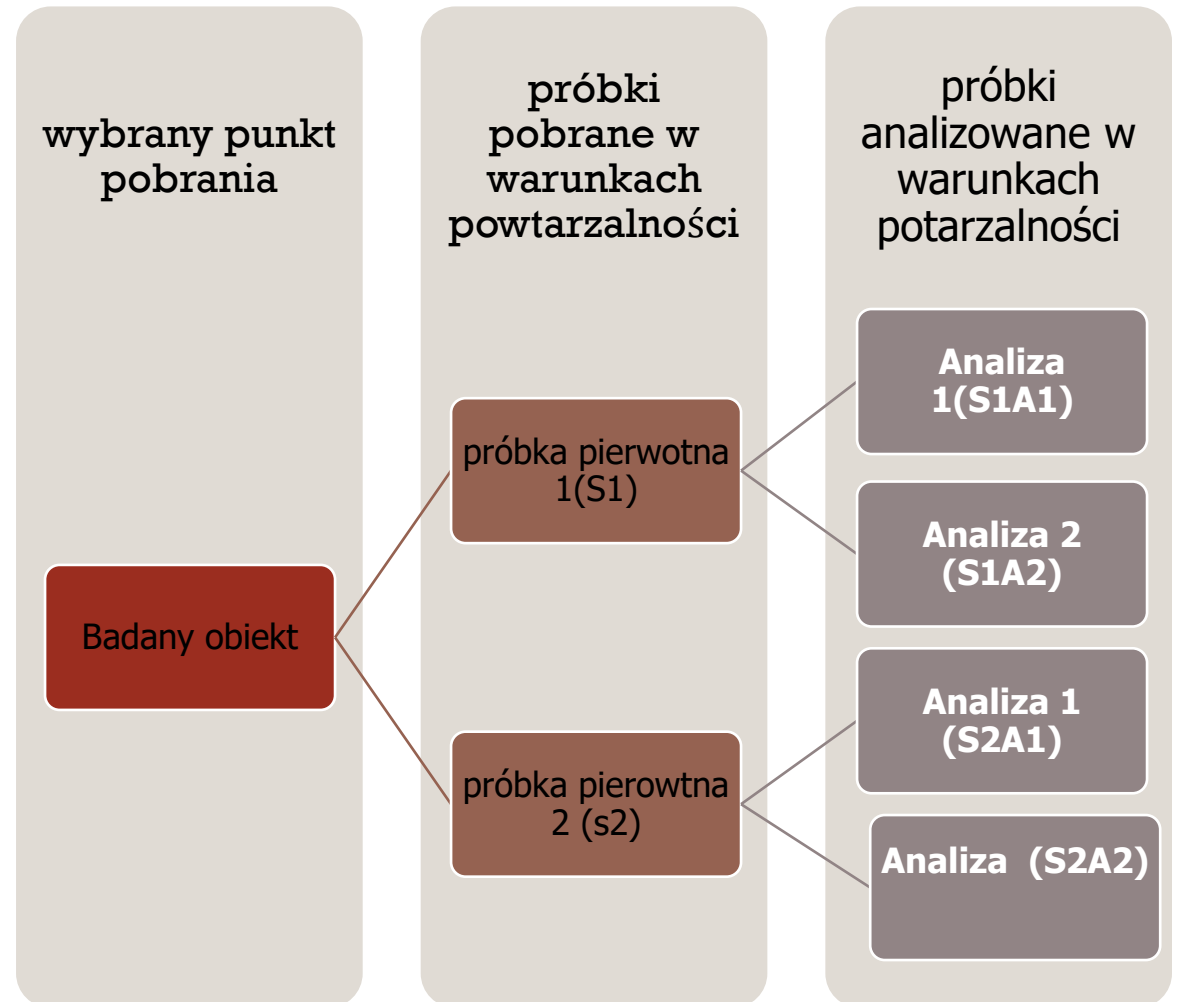 wybrany punkt
pobrania
próbki
pobrane w
warunkach
powtarzalności
próbki
analizowane w
warunkach
potarzalności
Badany obiekt
próbka pierwotna
1(S1)
próbka pierowtna
2 (s2)
Analiza
1(S1A1)
Analiza 2
(S1A2)
Analiza 1
(S2A1)
Analiza  (S2A2)